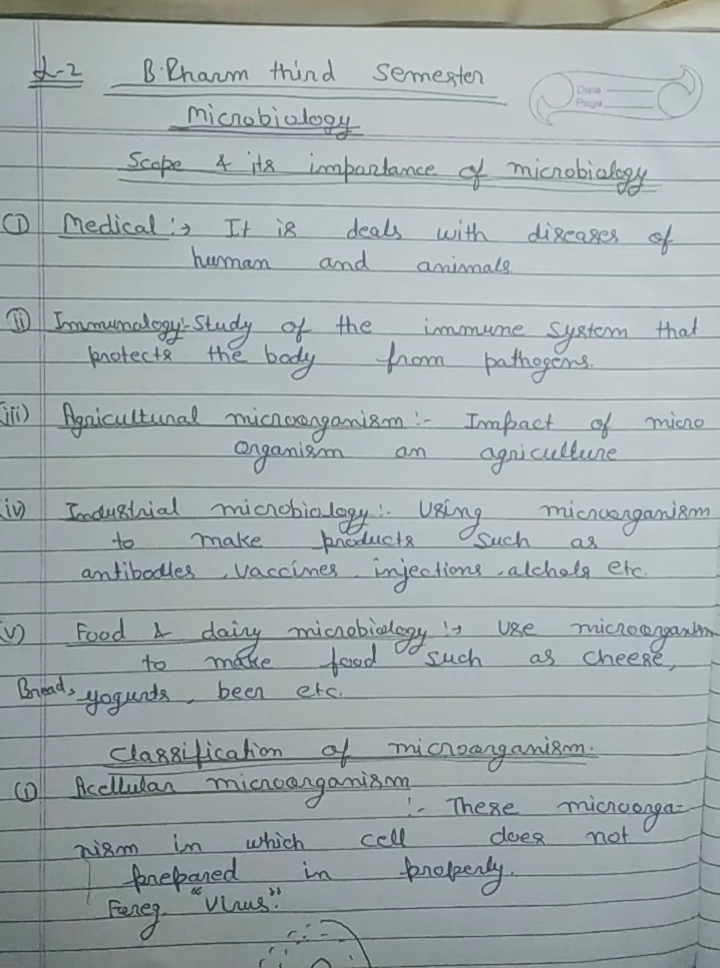 L-2 B.Pharm third semester
Date
Page
Microbiology
Scope & its importance of microbiology
(i) Medical :→ It is deals with diseases of
human and animals
(ii) Immunology:- Study of the immune system that
protects the body from pathogens.
(iii) Agricultural microorganism :- Impact of micro
organism an agriculture
(iv) Industrial microbiology :- Using microorganism
to make products such as
antibodies, vaccines, injections, alchols etc.
(v) Food & dairy microbiology :→ Use microorganism
to make food such as cheese,
Bread, yogurts, beer etc.
Classification of microorganism.
(i) Acellular microorganism
:- These microorga-
nism in which cell does not
prepared in properly.
Foreg. "Virus".